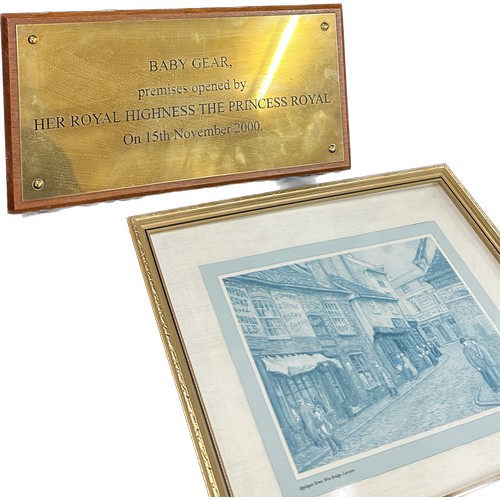 BABY GEAR,
premises opened by
HER ROYAL HIGHNESS THE PRINCESS ROYAL
On 15th November 2000.